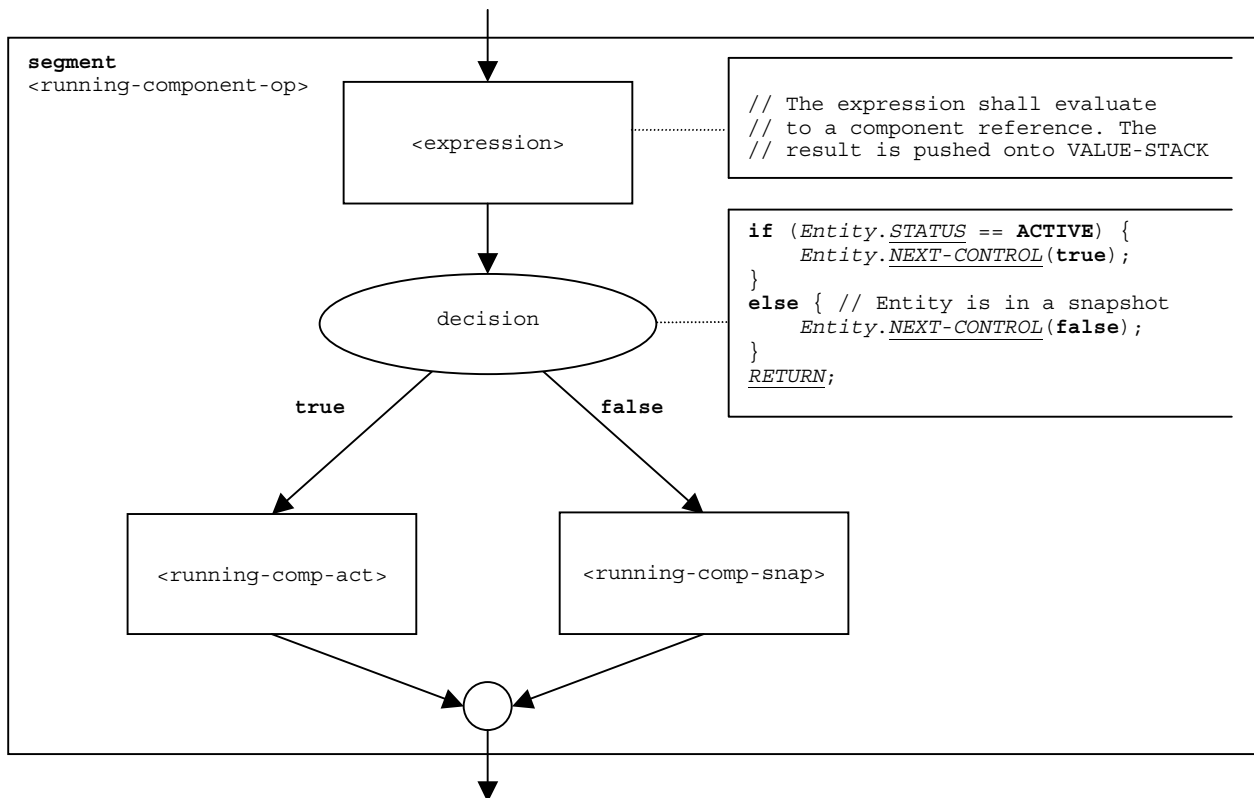 segment
<running-component-op>
<expression>
// The expression shall evaluate
// to a component reference. The
// result is pushed onto VALUE-STACK
decision
if (Entity.STATUS == ACTIVE) {
Entity.NEXT-CONTROL(true);
}
else { // Entity is in a snapshot
Entity.NEXT-CONTROL(false);
}
RETURN;
true
false
<running-comp-act>
<running-comp-snap>